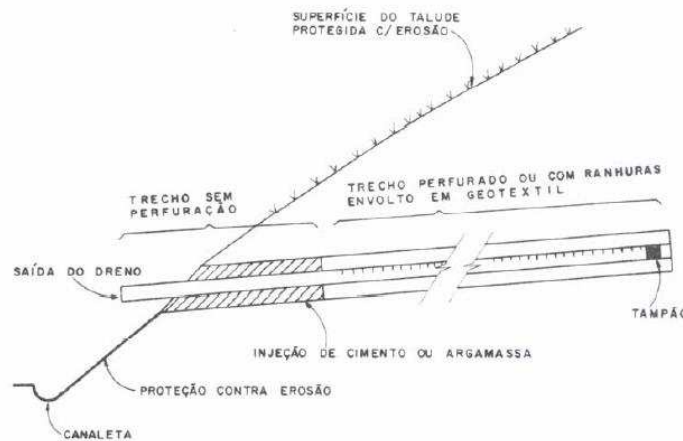 SUPERFÍCIE DO TALUDE
PROTEGIDA C/EROSÃO
TRECHO SEM
PERFURAÇÃO
TRECHO PERFURADO OU COM RANHURAS
ENVOLTO EM GEOTEXTIL
SAÍDA DO DRENO
TAMPÃO
INJEÇÃO DE CIMENTO OU ARGAMASSA
PROTEÇÃO CONTRA EROSÃO
CANALETA